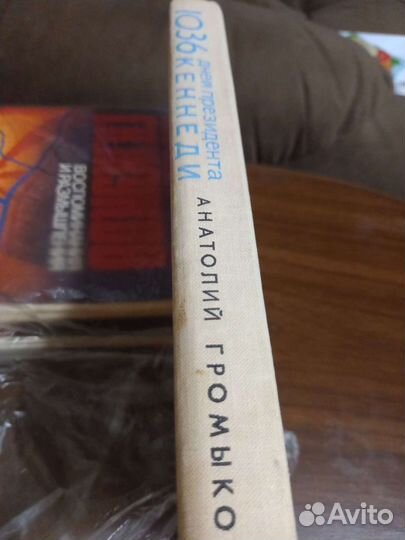 1036 дней президента
КЕННЕДИ
АНАТОЛИЙ ГРОМЫКО
ВОСПОМИНАНИЯ
И РАЗМЫШЛЕНИЯ
Avito